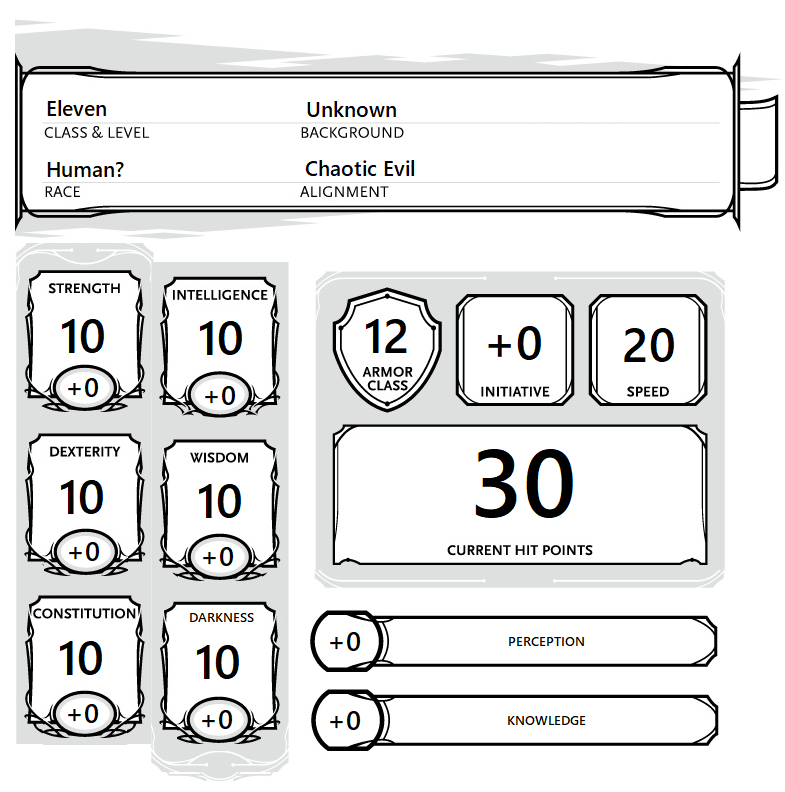 Eleven Unknown
CLASS & LEVEL BACKGROUND
Human? Chaotic Evil
RACE ALIGNMENT
STRENGTH
10
+0
INTELLIGENCE
10
+0
DEXTERITY
10
+0
WISDOM
10
+0
CONSTITUTION
10
+0
DARKNESS
10
+0
12
ARMOR
CLASS
+0
INITIATIVE
20
SPEED
30
CURRENT HIT POINTS
+0 PERCEPTION
+0 KNOWLEDGE